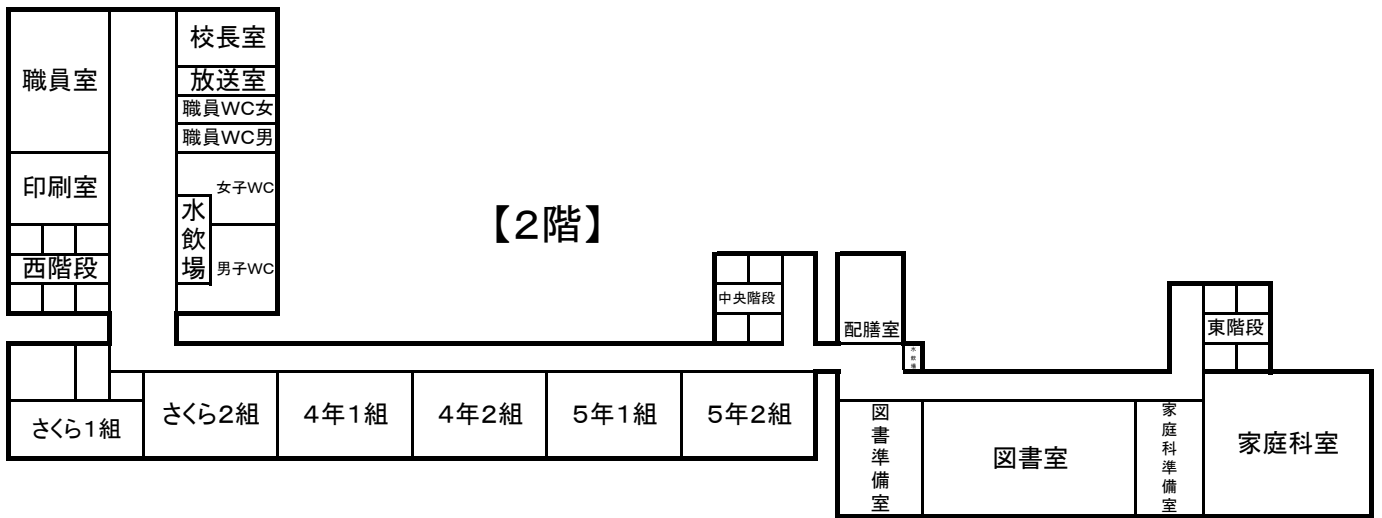 職員室
校長室
放送室
職員WC女
職員WC男
印刷室
女子WC
水飲場
西階段
男子WC
【2階】
中央階段
配膳室
水飲場
東階段
さくら1組
さくら2組
4年1組
4年2組
5年1組
5年2組
図書準備室
図書室
家庭科準備室
家庭科室